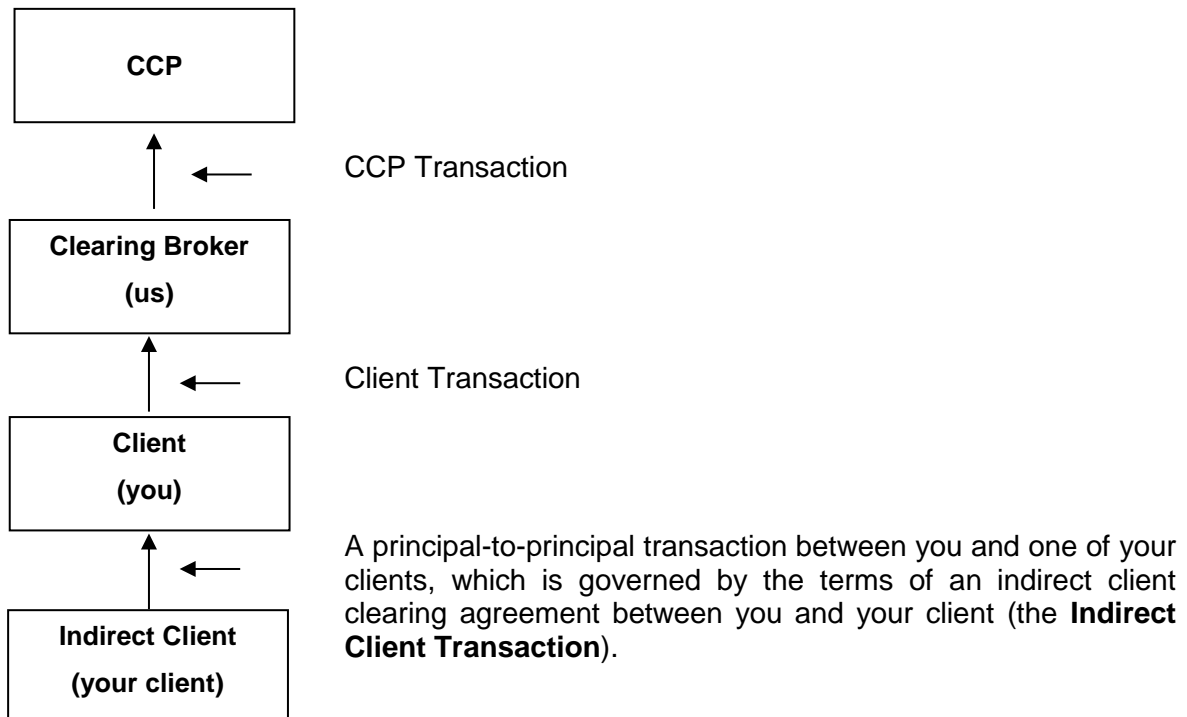 CCP
CCP Transaction
Clearing Broker
(us)
Client Transaction
Client
(you)
A principal-to-principal transaction between you and one of your
clients, which is governed by the terms of an indirect client
clearing agreement between you and your client (the Indirect
Client Transaction).
Indirect Client
(your client)